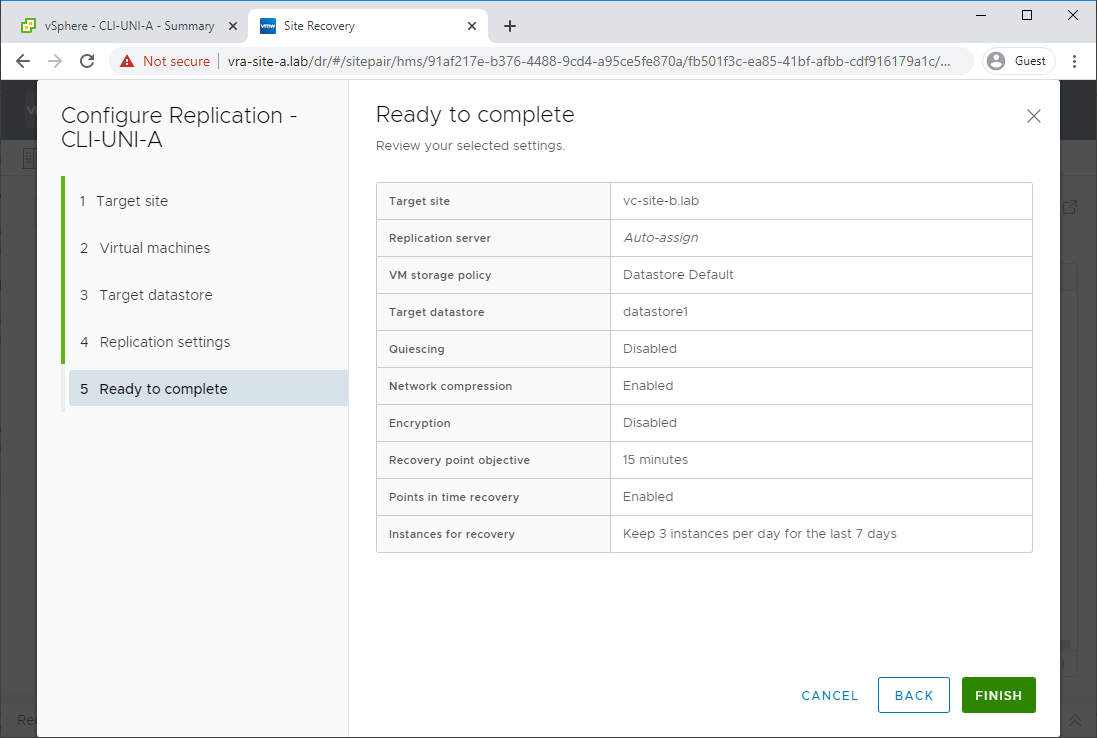 vSphere - CLI-UNI-A - Summary
vmw Site Recovery
Not secure vra-site-a.lab/dr/#/sitepair/hms/91af217e-b376-4488-9cd4-a95ce5fe870a/fb501f3c-ea85-41bf-afbb-cdf916179a1c/...
Guest
Configure Replication -
CLI-UNI-A
1 Target site
2 Virtual machines
3 Target datastore
4 Replication settings
5 Ready to complete
Ready to complete
Review your selected settings.
Target site vc-site-b.lab
Replication server Auto-assign
VM storage policy Datastore Default
Target datastore datastore1
Quiescing Disabled
Network compression Enabled
Encryption Disabled
Recovery point objective 15 minutes
Points in time recovery Enabled
Instances for recovery Keep 3 instances per day for the last 7 days
CANCEL BACK FINISH